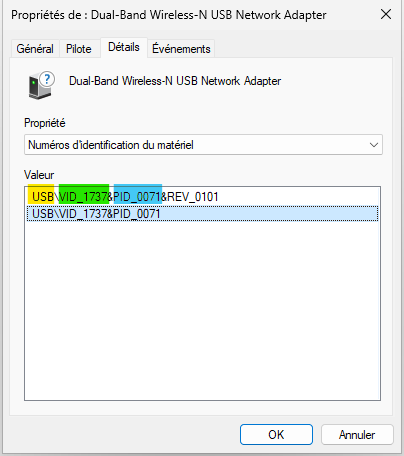 Propriétés de : Dual-Band Wireless-N USB Network Adapter
Général Pilote Détails Événements
Dual-Band Wireless-N USB Network Adapter
Propriété
Numéros d'identification du matériel
Valeur
USB\VID_1737&PID_0071&REV_0101
USB\VID_1737&PID_0071
OK Annuler